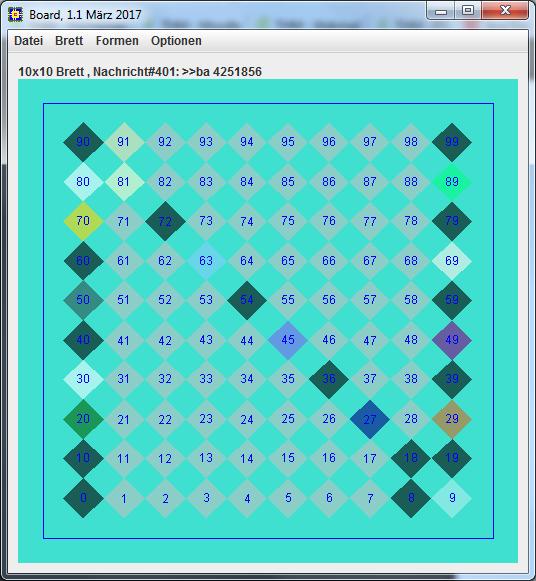 Board, 1.1 März 2017
Datei Brett Formen Optionen
10x10 Brett , Nachricht#401: >>ba 4251856
90 91 92 93 94 95 96 97 98 99
80 81 82 83 84 85 86 87 88 89
70 71 72 73 74 75 76 77 78 79
60 61 62 63 64 65 66 67 68 69
50 51 52 53 54 55 56 57 58 59
40 41 42 43 44 45 46 47 48 49
30 31 32 33 34 35 36 37 38 39
20 21 22 23 24 25 26 27 28 29
10 11 12 13 14 15 16 17 18 19
0 1 2 3 4 5 6 7 8 9